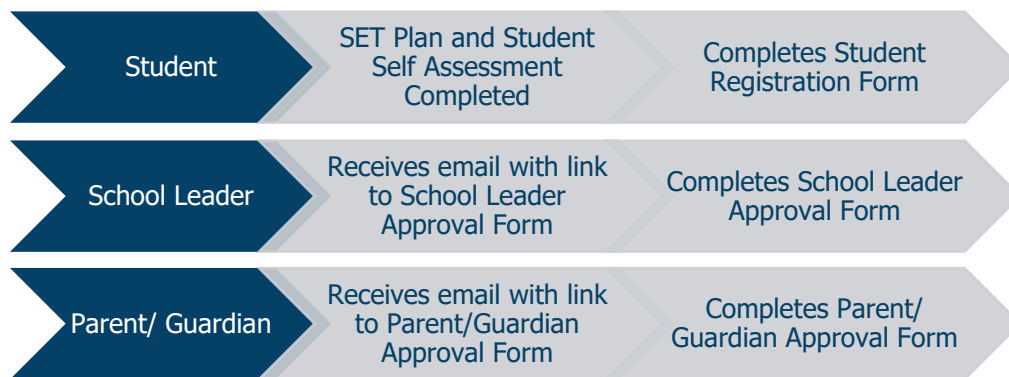 Student
SET Plan and Student
Self Assessment
Completed
Completes Student
Registration Form
School Leader
Receives email with link
to School Leader
Approval Form
Completes School Leader
Approval Form
Parent/ Guardian
Receives email with link
to Parent/Guardian
Approval Form
Completes Parent/
Guardian Approval Form